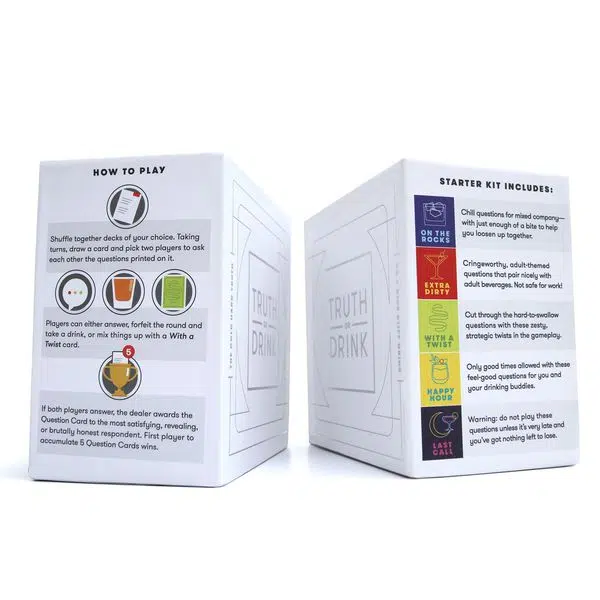 HOW TO PLAY
Shuffle together decks of your choice. Taking
turns, draw a card and pick two players to ask
each other the questions printed on it.
Players can either answer, forfeit the round and
take a drink, or mix things up with a With a
Twist card.
5
If both players answer, the dealer awards the
Question Card to the most satisfying, revealing,
or brutally honest respondent. First player to
accumulate 5 Question Cards wins.
THE GAME THAT
TRUTH
OR
DRINK
TRUTH
OR
DRINK
STARTER KIT INCLUDES:
ON THE
ROCKS
Chill questions for mixed company—
with just enough of a bite to help
you loosen up together.
EXTRA
DIRTY
Cringeworthy, adult-themed
questions that pair nicely with
adult beverages. Not safe for work!
WITH A
TWIST
Cut through the hard-to-swallow
questions with these zesty,
strategic twists in the gameplay.
HAPPY
HOUR
Only good times allowed with these
feel-good questions for you and
your drinking buddies.
LAST
CALL
Warning: do not play these
questions unless it's very late and
you've got nothing left to lose.